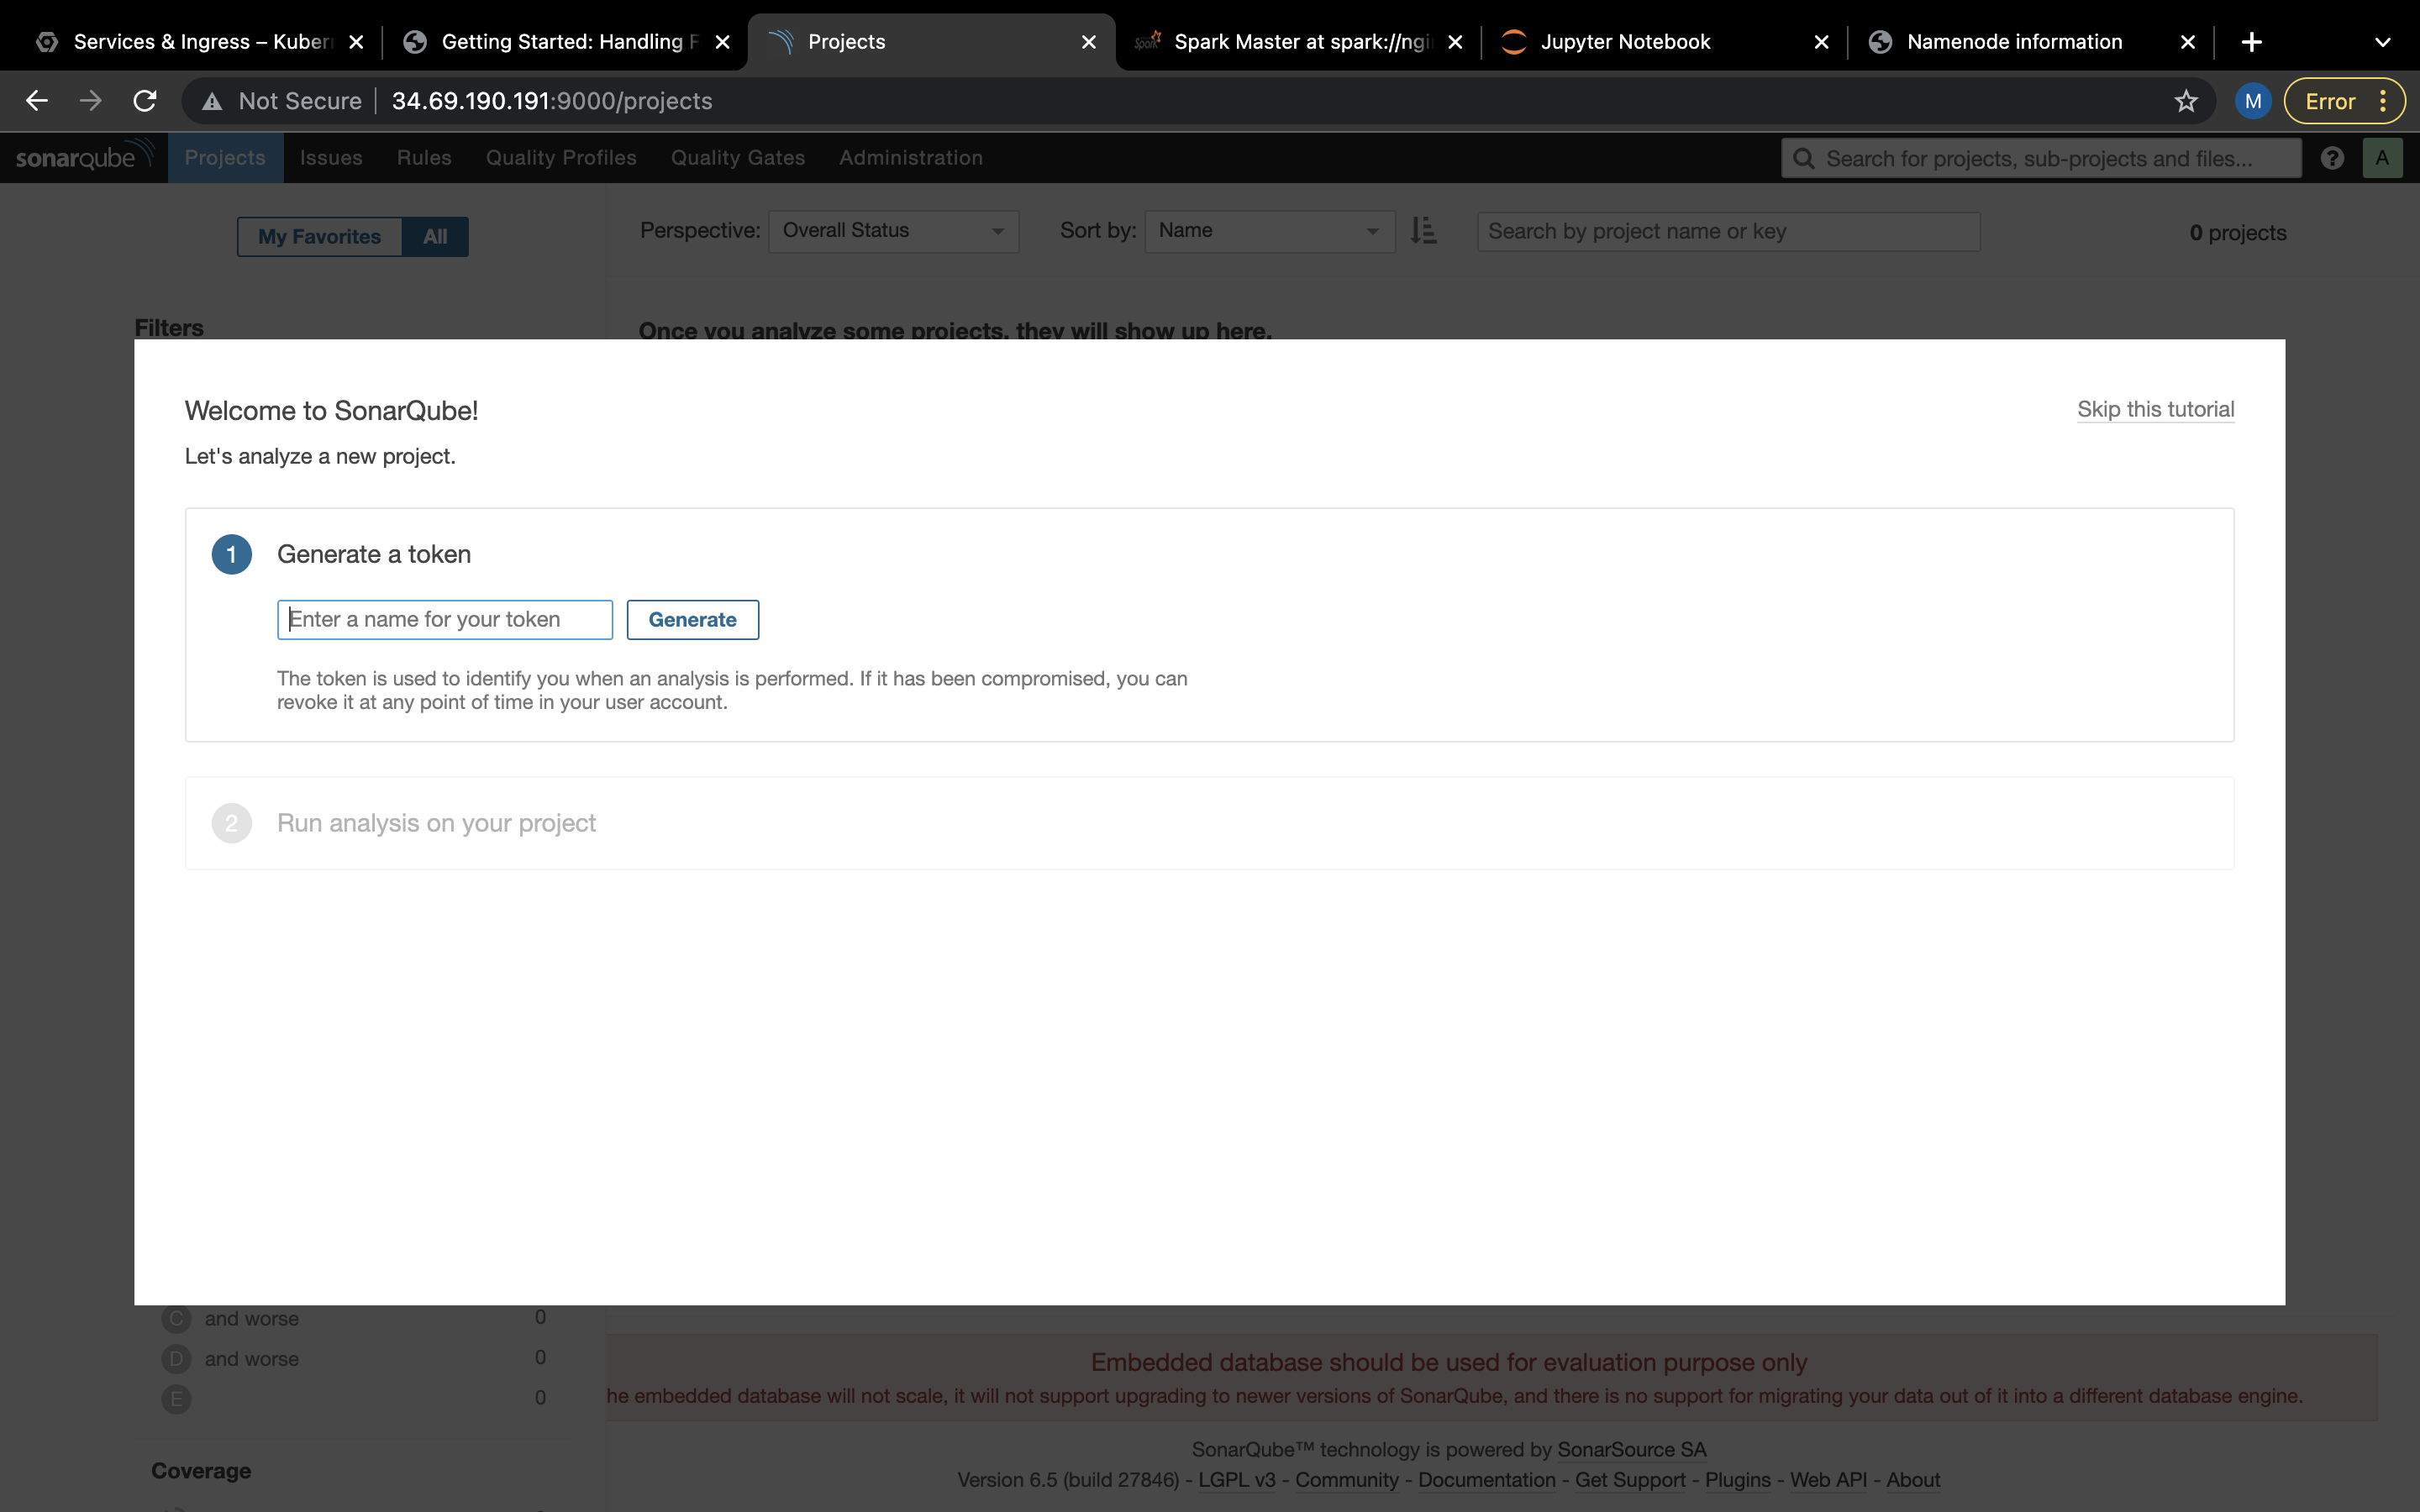 Services & Ingress – Kuber
Getting Started: Handling F
Projects
Spark Master at spark://ngi
Jupyter Notebook
Namenode information
Not Secure
34.69.190.191:9000/projects
M
Error
sonarqube
Projects
Issues
Rules
Quality Profiles
Quality Gates
Administration
Search for projects, sub-projects and files...
?
A
My Favorites
All
Perspective:
Overall Status
Sort by:
Name
Search by project name or key
0 projects
Filters
Once you analyze some projects, they will show up here.
Welcome to SonarQube!
Skip this tutorial
Let's analyze a new project.
1
Generate a token
Enter a name for your token
Generate
The token is used to identify you when an analysis is performed. If it has been compromised, you can
revoke it at any point of time in your user account.
2
Run analysis on your project
C and worse 0
D and worse 0
E 0
Coverage
Embedded database should be used for evaluation purpose only
he embedded database will not scale, it will not support upgrading to newer versions of SonarQube, and there is no support for migrating your data out of it into a different database engine.
SonarQube™ technology is powered by SonarSource SA
Version 6.5 (build 27846) - LGPL v3 - Community - Documentation - Get Support - Plugins - Web API - About